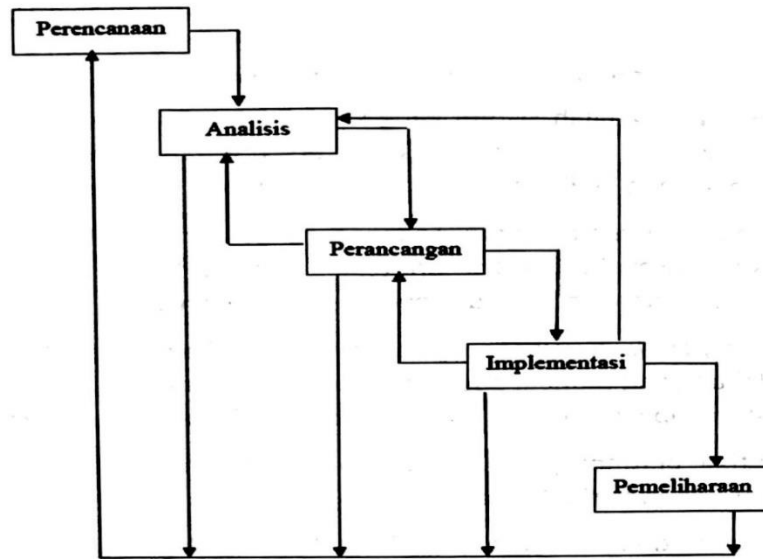 Perencanaan
Analisis
Perancangan
Implementasi
Pemeliharaan